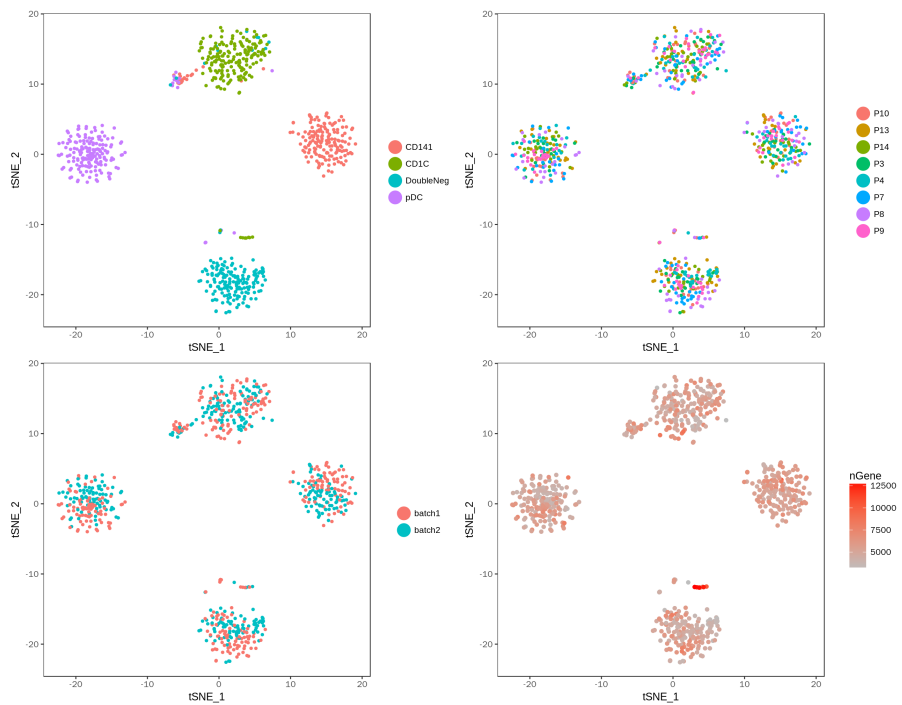 20
10
0
-10
-20
tSNE_2
-20
-10
0
10
20
tSNE_1
CD141
CD1C
DoubleNeg
pDC
20
10
0
-10
-20
tSNE_2
-20
-10
0
10
20
tSNE_1
P10
P13
P14
P3
P4
P7
P8
P9
20
10
0
-10
-20
tSNE_2
-20
-10
0
10
20
tSNE_1
batch1
batch2
20
10
0
-10
-20
tSNE_2
-20
-10
0
10
20
tSNE_1
nGene
12500
10000
7500
5000